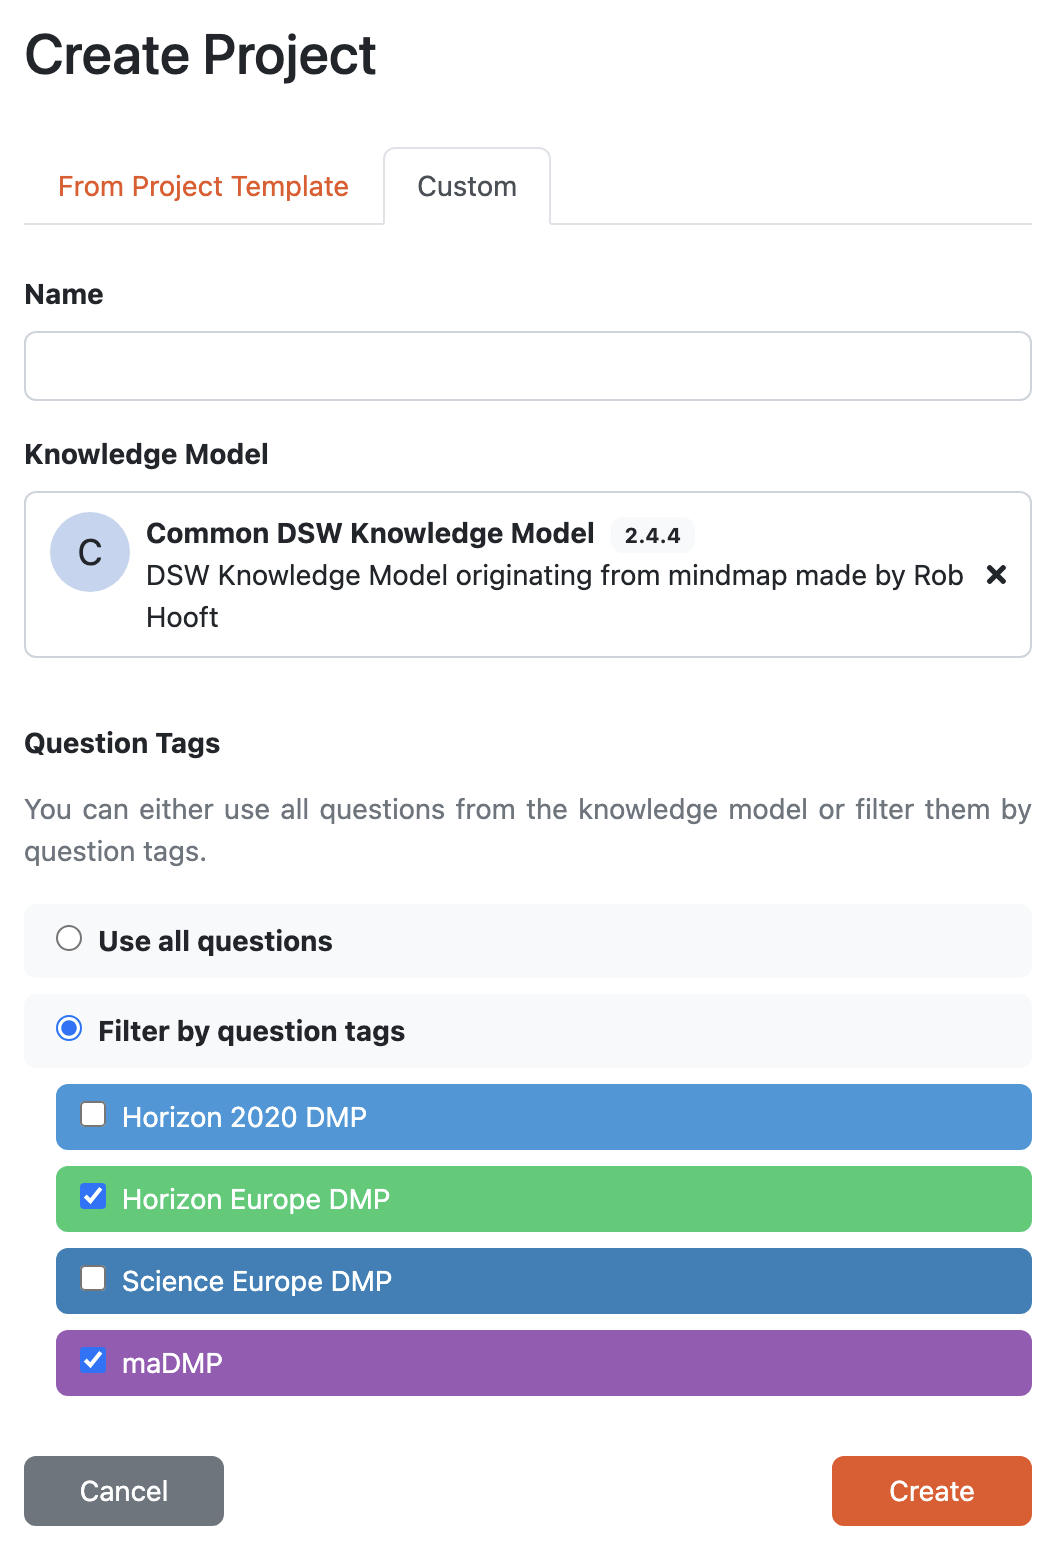 Create Project
From Project Template
Custom
Name
Knowledge Model
C
Common DSW Knowledge Model 2.4.4
DSW Knowledge Model originating from mindmap made by Rob
Hooft
Question Tags
You can either use all questions from the knowledge model or filter them by
question tags.
Use all questions
Filter by question tags
Horizon 2020 DMP
Horizon Europe DMP
Science Europe DMP
maDMP
Cancel
Create